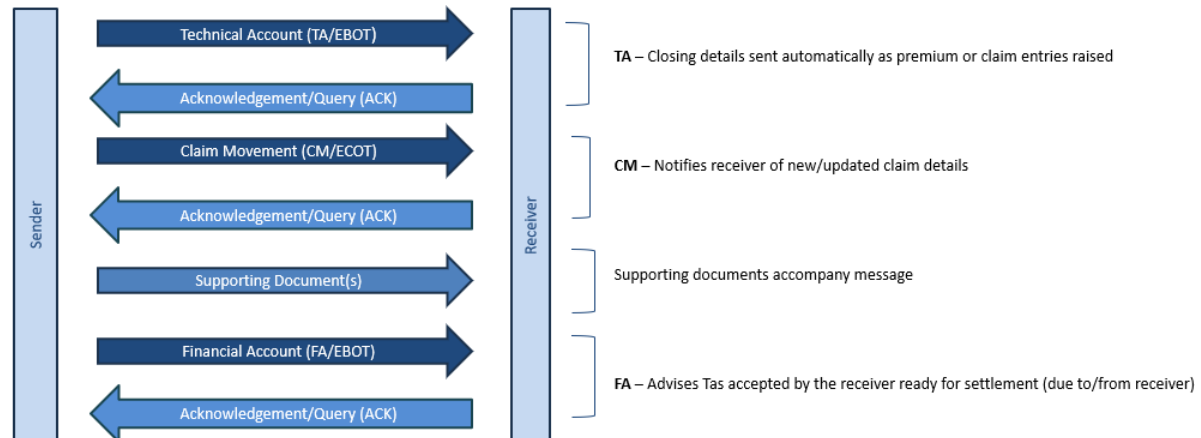 Technical Account (TA/EBOT)
TA – Closing details sent automatically as premium or claim entries raised
Acknowledgement/Query (ACK)
Claim Movement (CM/ECOT)
CM – Notifies receiver of new/updated claim details
Acknowledgement/Query (ACK)
Sender
Receiver
Supporting Document(s)
Supporting documents accompany message
Financial Account (FA/EBOT)
FA – Advises Tas accepted by the receiver ready for settlement (due to/from receiver)
Acknowledgement/Query (ACK)